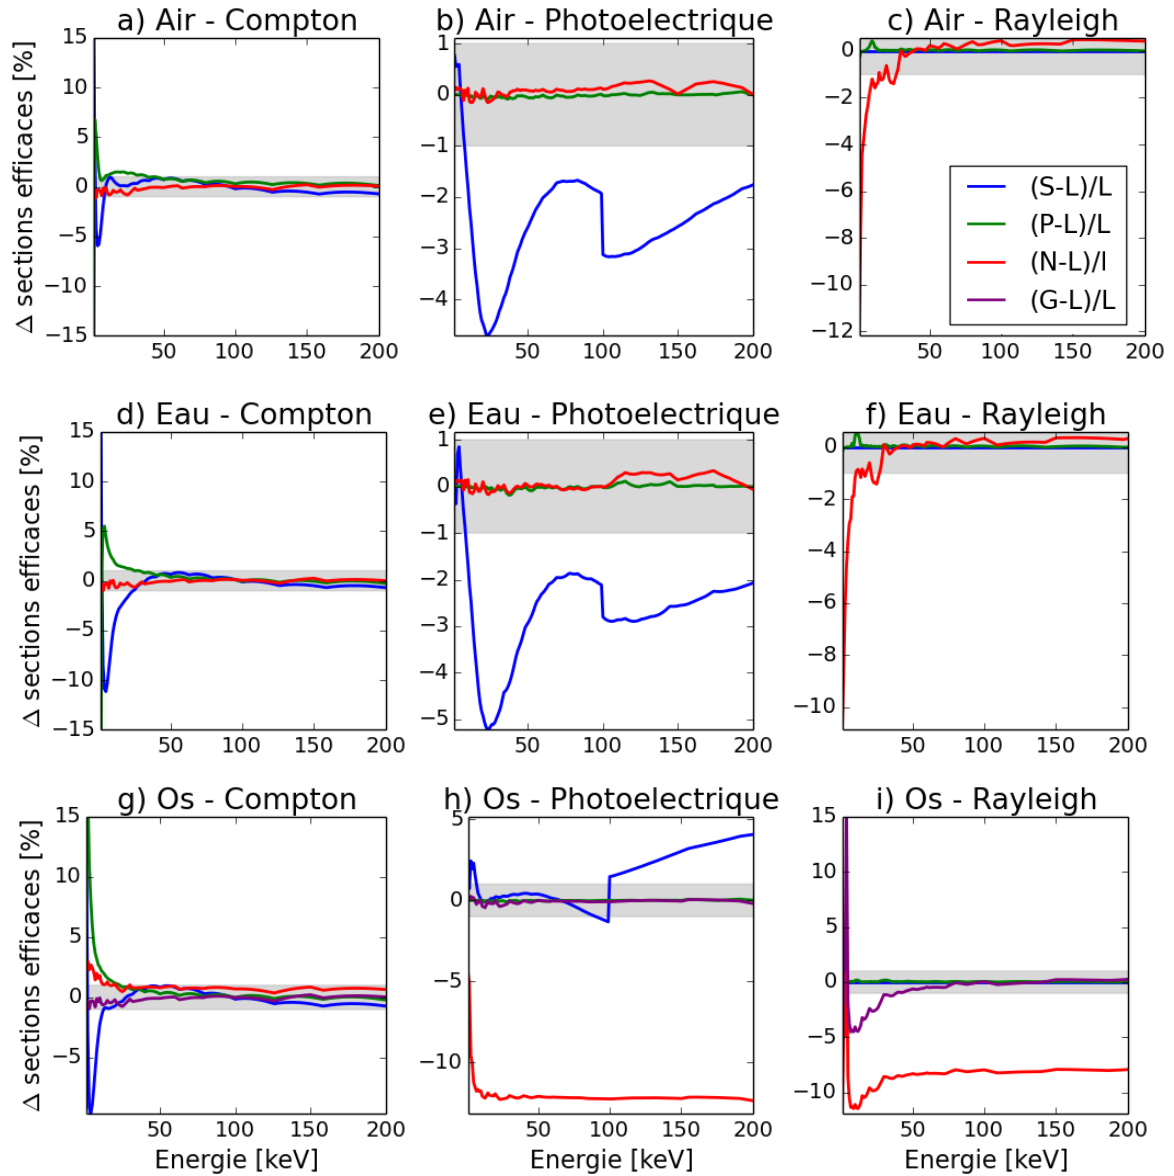 a) Air - Compton
b) Air - Photoelectrique
c) Air - Rayleigh
Δ sections efficaces [%]
15
10
5
0
−5
−10
−15
50 100 150 200
1
0
−1
−2
−3
−4
50 100 150 200
0
−2
−4
−6
−8
−10
−12
50 100 150 200
(S-L)/L
(P-L)/L
(N-L)/l
(G-L)/L
d) Eau - Compton
e) Eau - Photoelectrique
f) Eau - Rayleigh
Δ sections efficaces [%]
15
10
5
0
−5
−10
−15
50 100 150 200
1
0
−1
−2
−3
−4
−5
50 100 150 200
0
−2
−4
−6
−8
−10
50 100 150 200
g) Os - Compton
h) Os - Photoelectrique
i) Os - Rayleigh
Δ sections efficaces [%]
15
10
5
0
−5
50 100 150 200
Energie [keV]
5
0
−5
−10
50 100 150 200
Energie [keV]
15
10
5
0
−5
−10
50 100 150 200
Energie [keV]